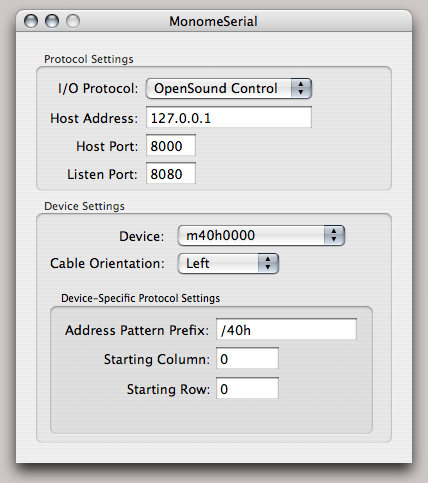 MonomeSerial
Protocol Settings
I/O Protocol: OpenSound Control
Host Address: 127.0.0.1
Host Port: 8000
Listen Port: 8080
Device Settings
Device: m40h0000
Cable Orientation: Left
Device-Specific Protocol Settings
Address Pattern Prefix: /40h
Starting Column: 0
Starting Row: 0